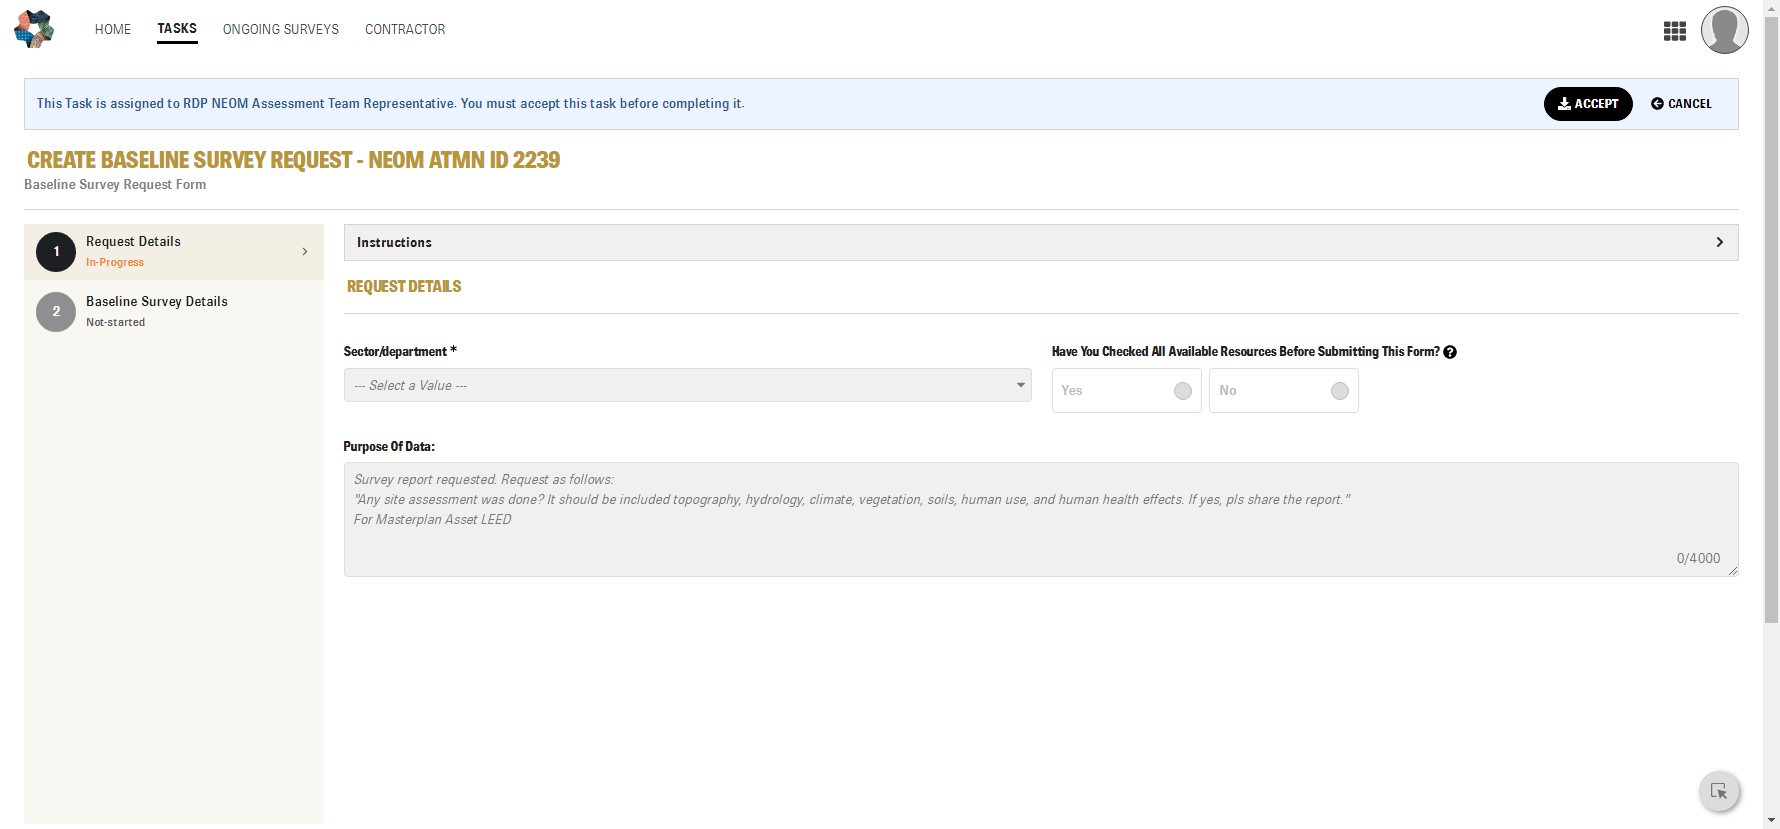 HOME TASKS ONGOING SURVEYS CONTRACTOR
This Task is assigned to RDP NEOM Assessment Team Representative. You must accept this task before completing it.
ACCEPT CANCEL
CREATE BASELINE SURVEY REQUEST - NEOM ATMN ID 2239
Baseline Survey Request Form
1 Request Details
In-Progress
2 Baseline Survey Details
Not-started
Instructions
REQUEST DETAILS
Sector/department *
--- Select a Value ---
Have You Checked All Available Resources Before Submitting This Form?
Yes No
Purpose Of Data:
Survey report requested. Request as follows:
"Any site assessment was done? It should be included topography, hydrology, climate, vegetation, soils, human use, and human health effects. If yes, pls share the report."
For Masterplan Asset LEED
0/4000